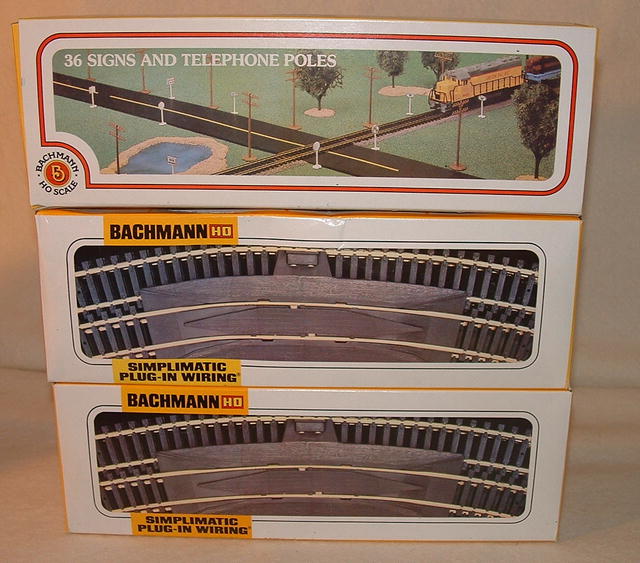 36 SIGNS AND TELEPHONE POLES
BACHMANN
B
HO SCALE
BACHMANN HO
SIMPLIMATIC
PLUG-IN WIRING
BACHMANN HO
SIMPLIMATIC
PLUG-IN WIRING